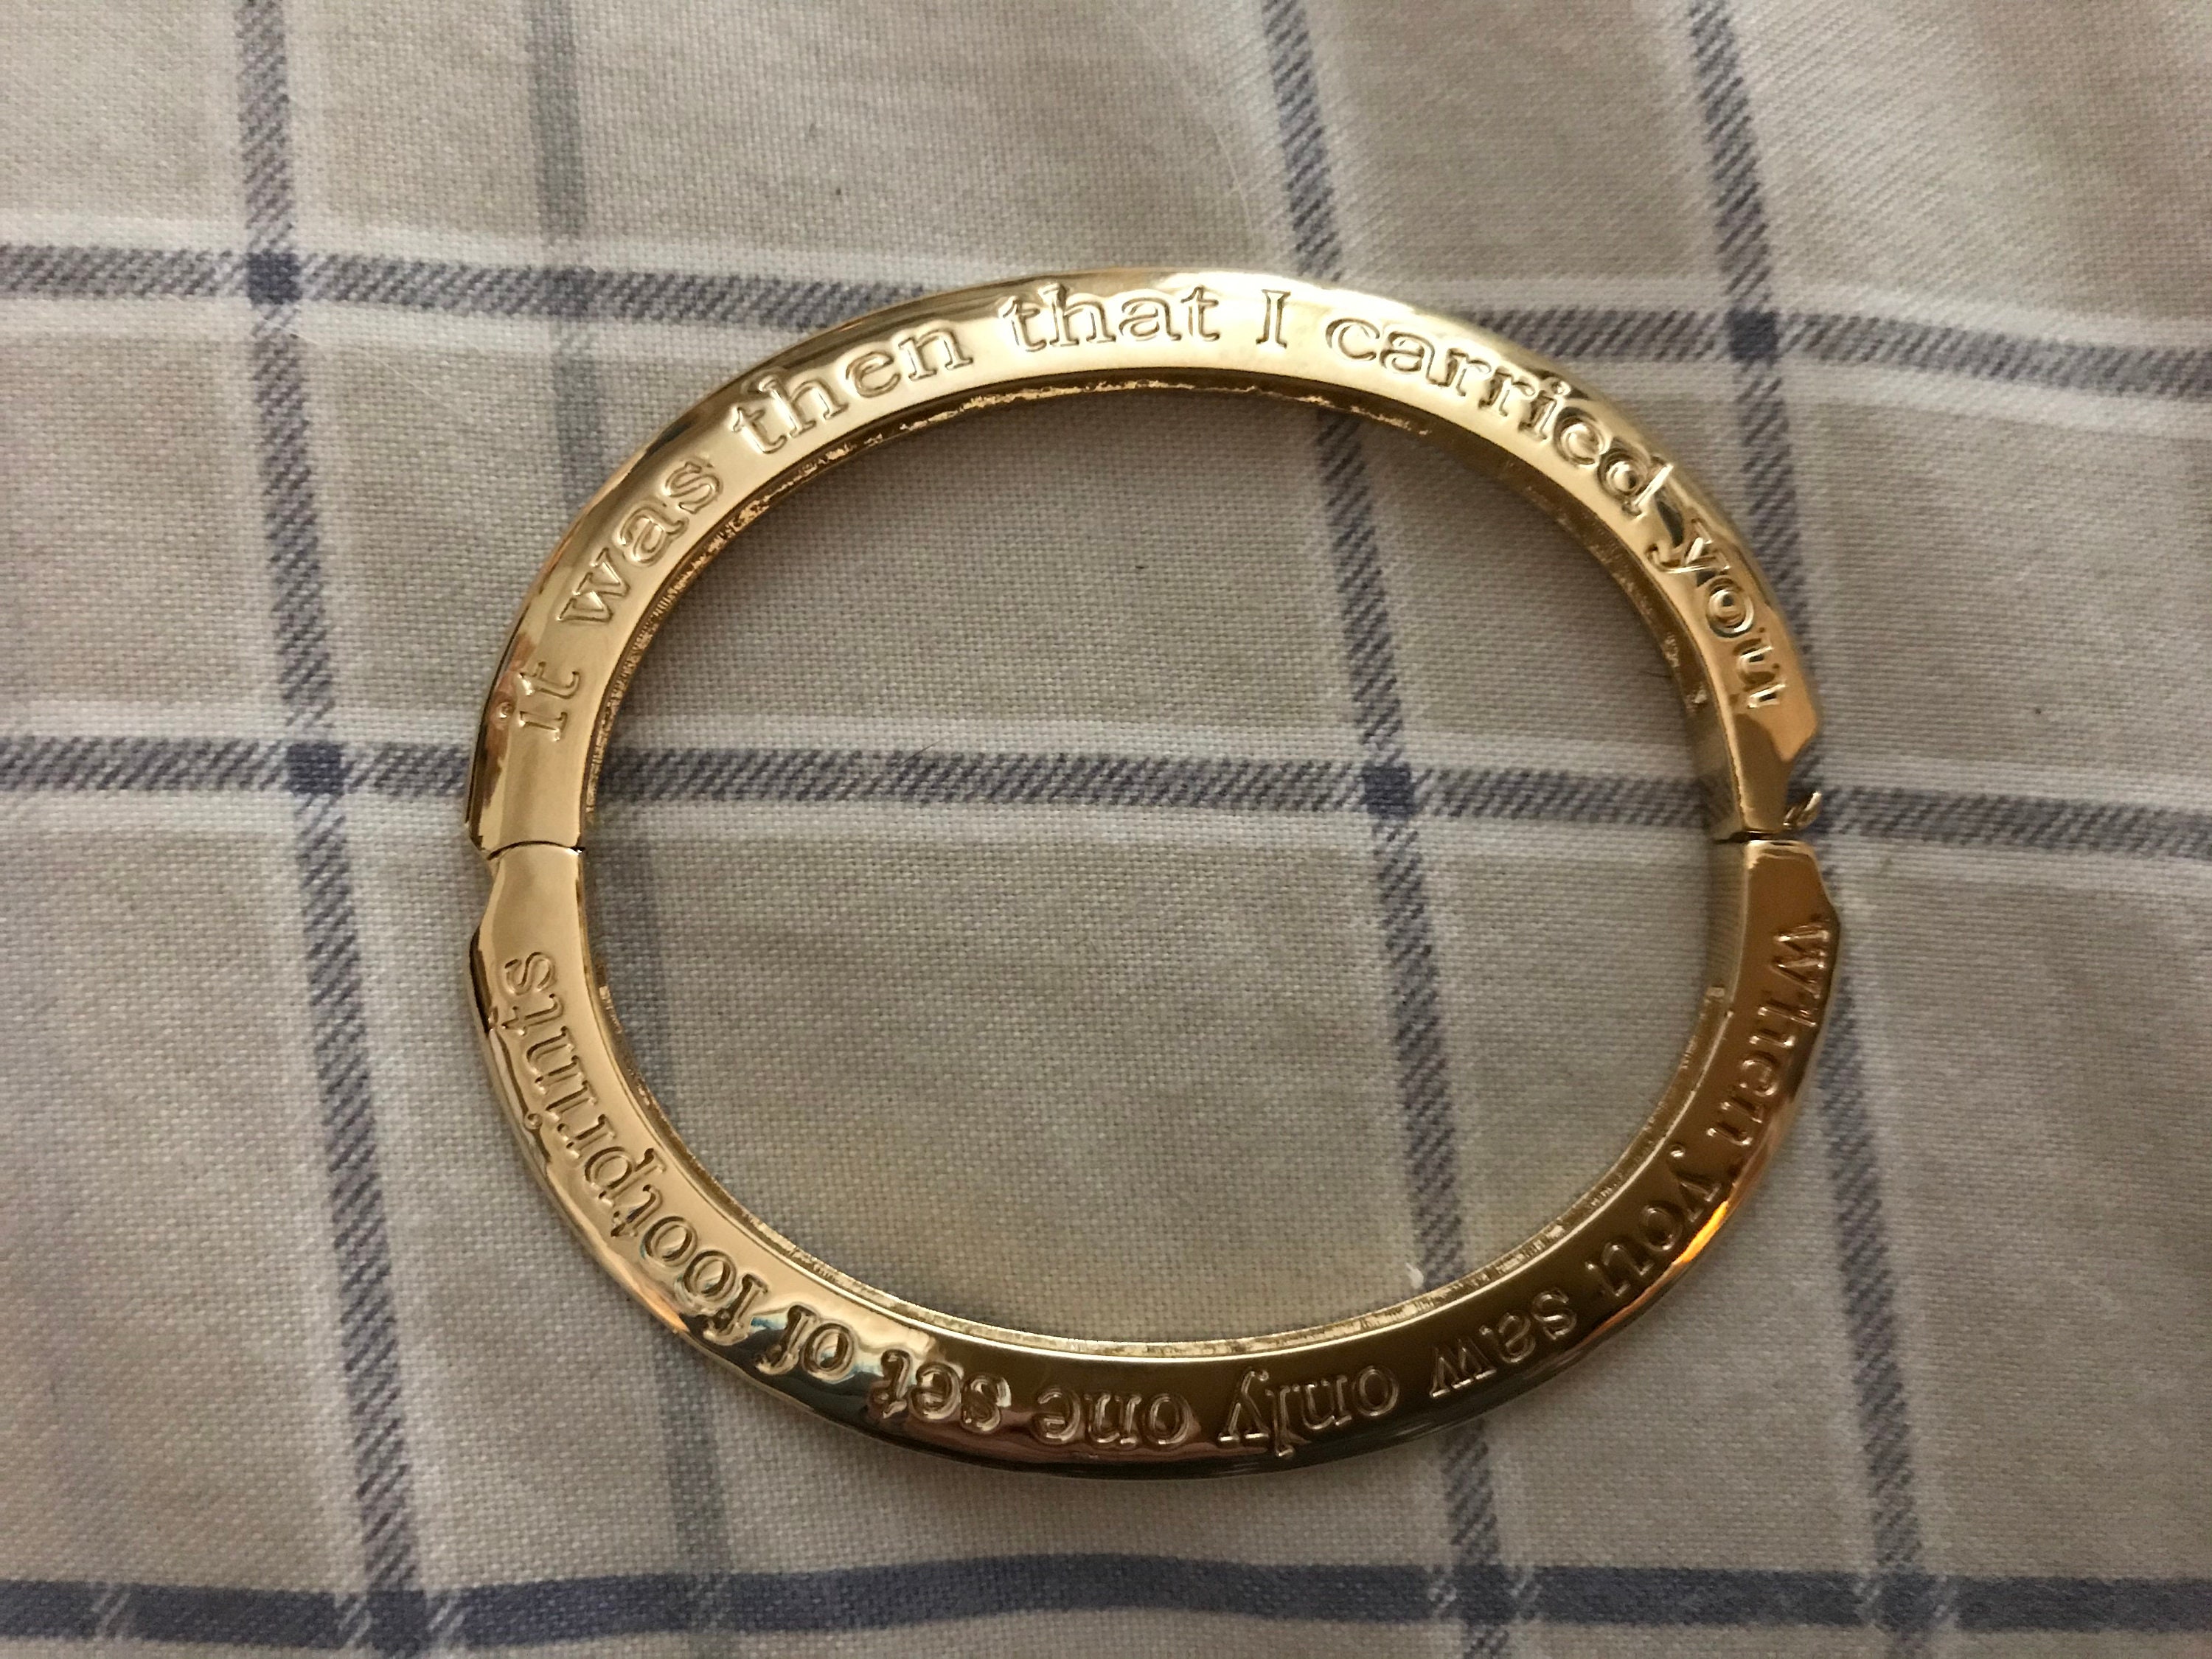 When you saw only one set of footprints
it was then that I carried you